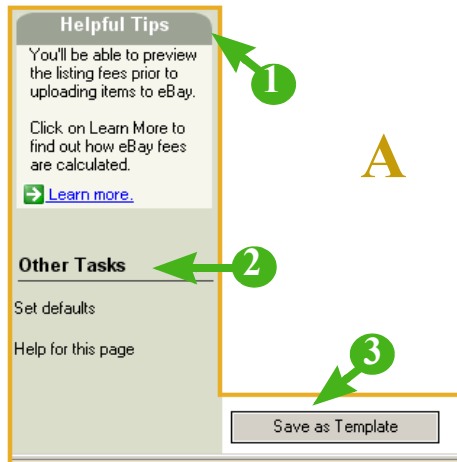 Helpful Tips
You'll be able to preview
the listing fees prior to
uploading items to eBay.
Click on Learn More to
find out how eBay fees
are calculated.
Learn more.
1
A
Other Tasks
2
Set defaults
Help for this page
3
Save as Template